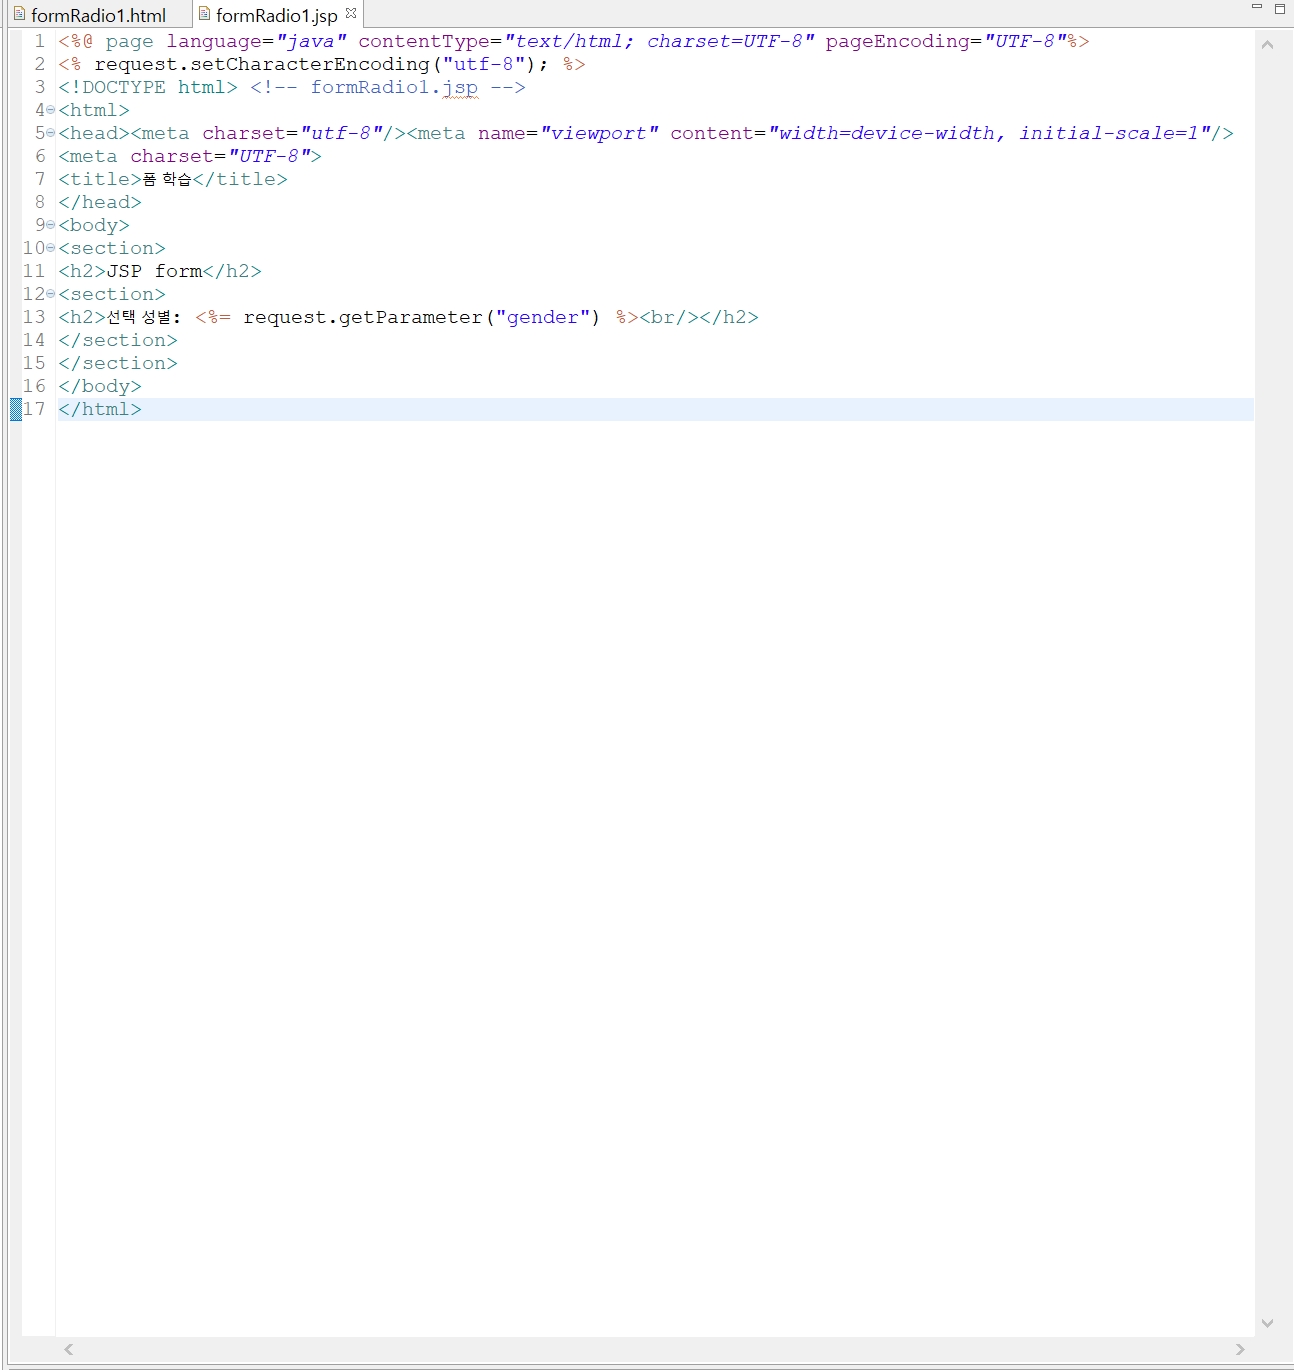 formRadio1.html formRadio1.jsp
1 <%@ page language="java" contentType="text/html; charset=UTF-8" pageEncoding="UTF-8"%>
2 <% request.setCharacterEncoding("utf-8"); %>
3 <!DOCTYPE html> <!-- formRadio1.jsp -->
4 <html>
5 <head><meta charset="utf-8"/><meta name="viewport" content="width=device-width, initial-scale=1"/>
6 <meta charset="UTF-8">
7 <title>폼 학습</title>
8 </head>
9 <body>
10 <section>
11 <h2>JSP form</h2>
12 <section>
13 <h2>선택 성별: <%= request.getParameter("gender") %><br/></h2>
14 </section>
15 </section>
16 </body>
17 </html>